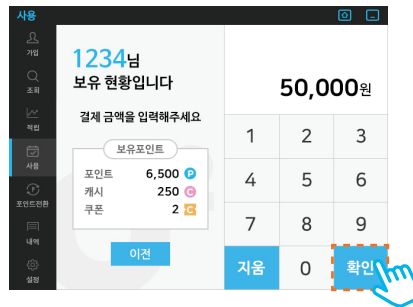 사용
가입
조회
적립
사용
포인트전환
내역
설정
1234님
보유 현황입니다
결제 금액을 입력해주세요
보유포인트
포인트 6,500 P
캐시 250 C
쿠폰 2 C
이전
50,000원
1 2 3
4 5 6
7 8 9
지움 0 확인